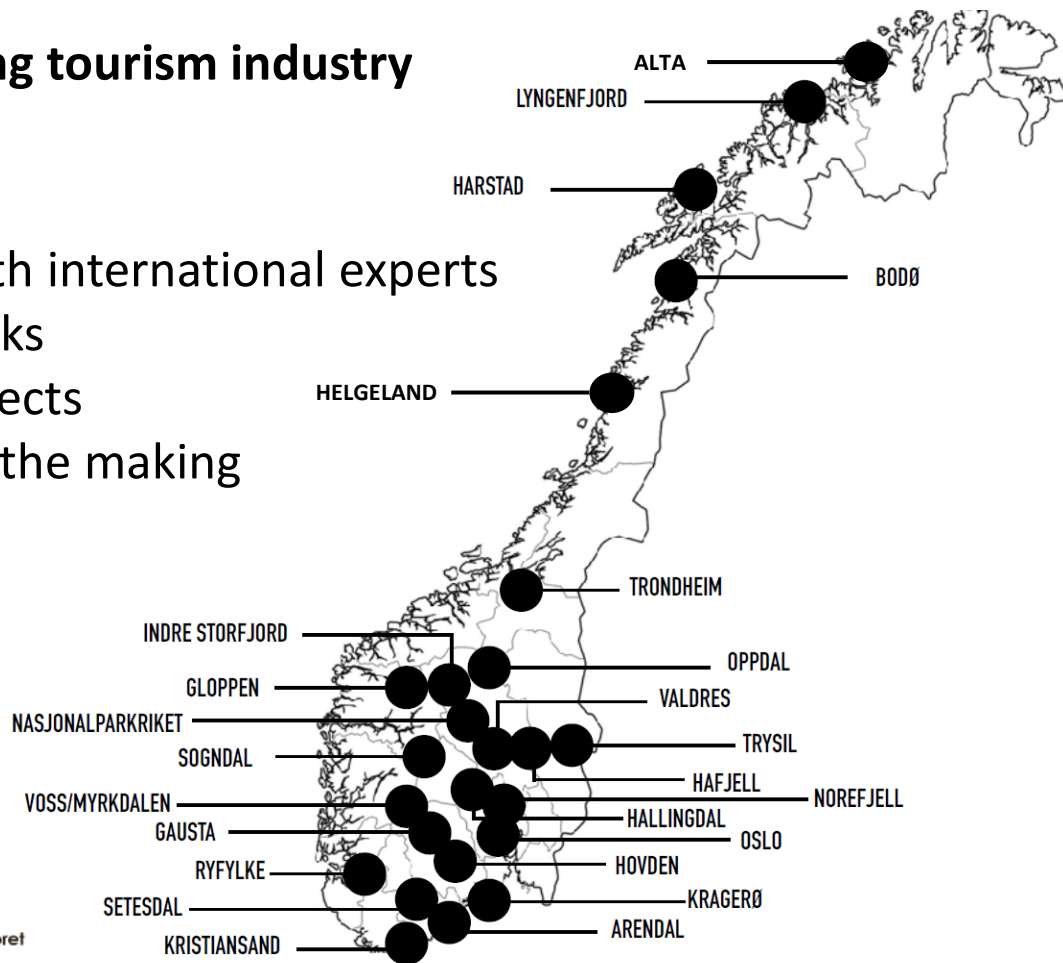 ng tourism industry
th international experts
ks
ects
the making
ALTA
LYNGENFJORD
HARSTAD
BODØ
HELGELAND
TRONDHEIM
INDRE STORFJORD
OPPDAL
GLOPPEN
VALDRES
NASJONALPARKRIKET
TRYSIL
SOGNDAL
HAFJELL
NOREFJELL
VOSS/MYRKDALEN
HALLINGDAL
GAUSTA
OSLO
HOVDEN
RYFYLKE
KRAGERØ
SETESDAL
ARENDAL
KRISTIANSAND
ret